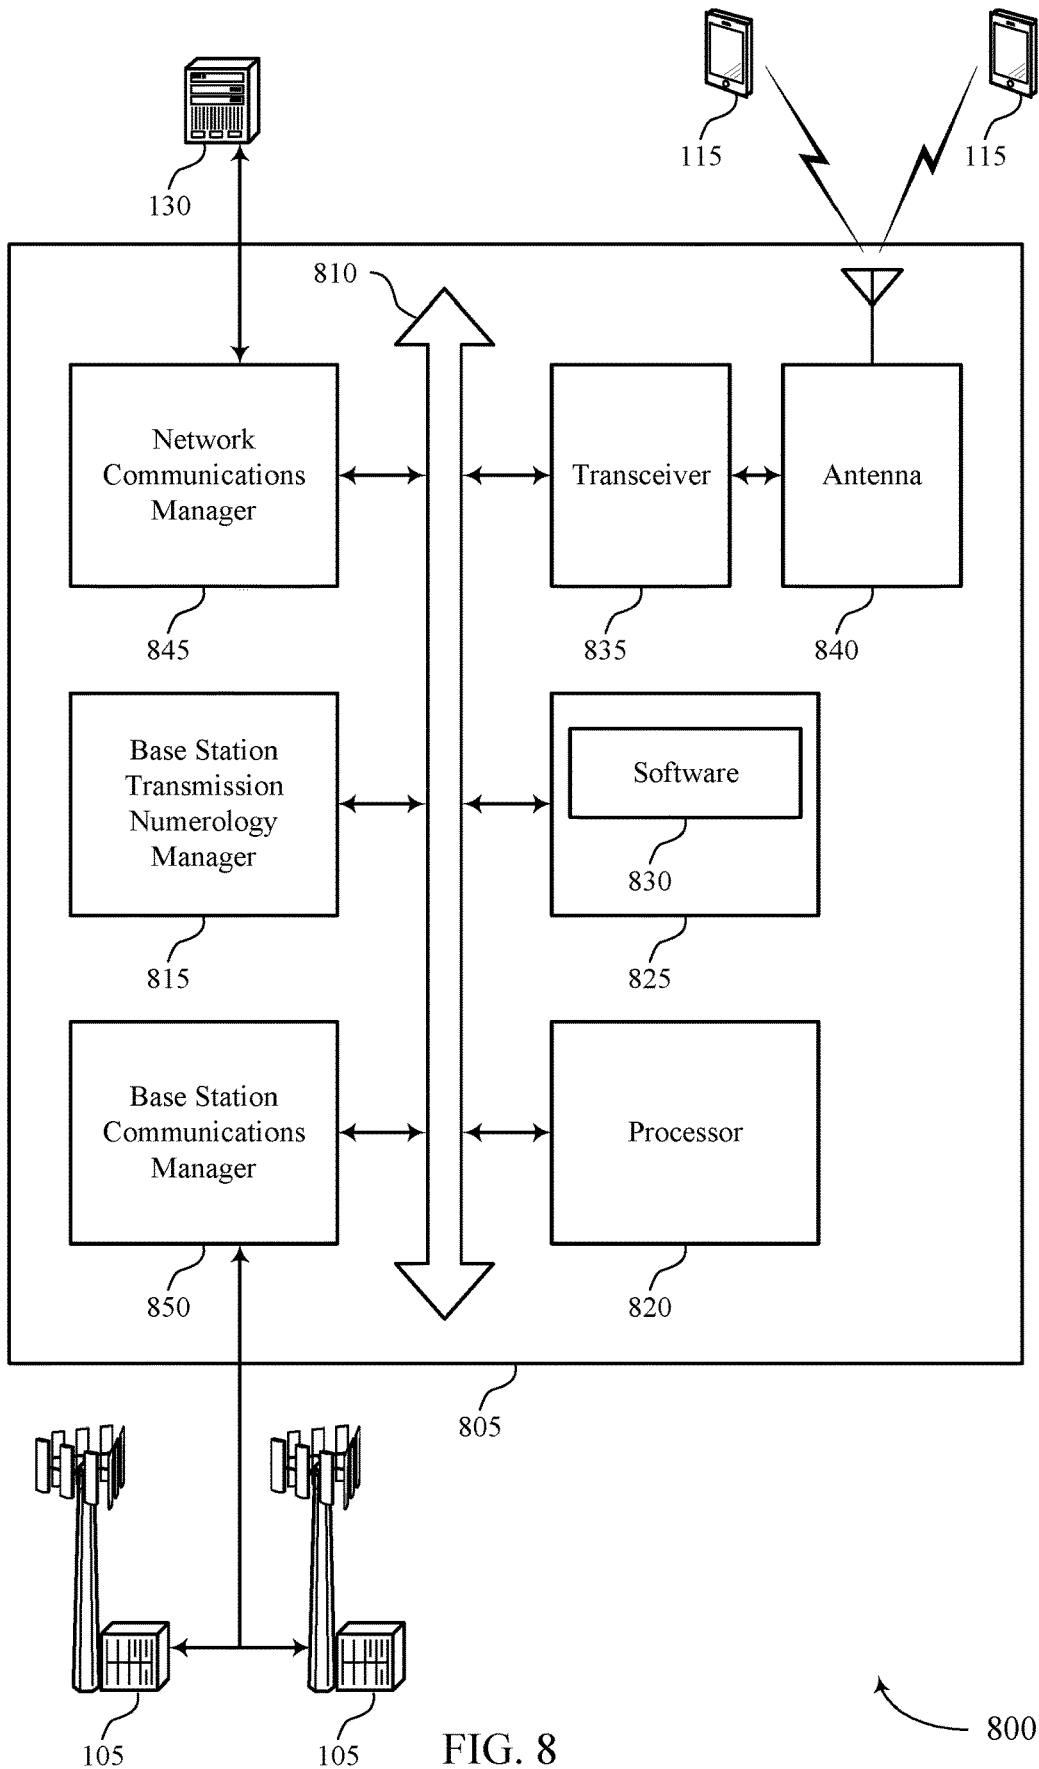 115
115
130
810
Network
Communications
Manager
Transceiver
Antenna
845
835
840
Base Station
Transmission
Numerology
Manager
Software
830
815
825
Base Station
Communications
Manager
Processor
850
820
805
105
105
FIG. 8
800